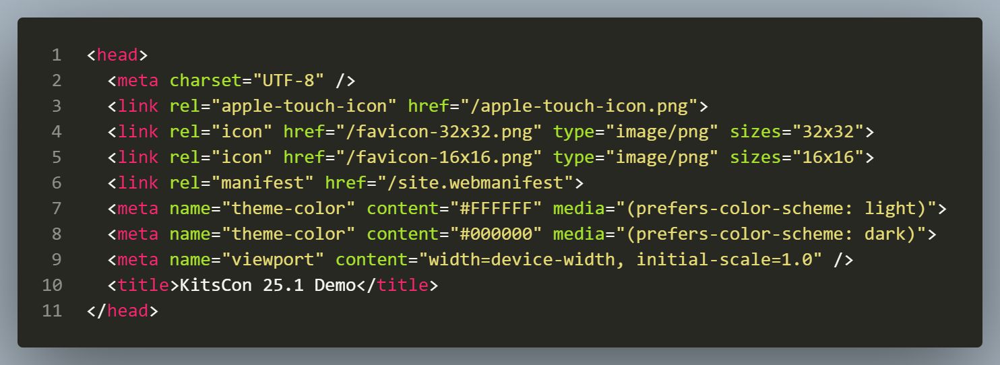 1 <head>
2   <meta charset="UTF-8" />
3   <link rel="apple-touch-icon" href="/apple-touch-icon.png">
4   <link rel="icon" href="/favicon-32x32.png" type="image/png" sizes="32x32">
5   <link rel="icon" href="/favicon-16x16.png" type="image/png" sizes="16x16">
6   <link rel="manifest" href="/site.webmanifest">
7   <meta name="theme-color" content="#FFFFFF" media="(prefers-color-scheme: light)">
8   <meta name="theme-color" content="#000000" media="(prefers-color-scheme: dark)">
9   <meta name="viewport" content="width=device-width, initial-scale=1.0" />
10   <title>KitsCon 25.1 Demo</title>
11 </head>